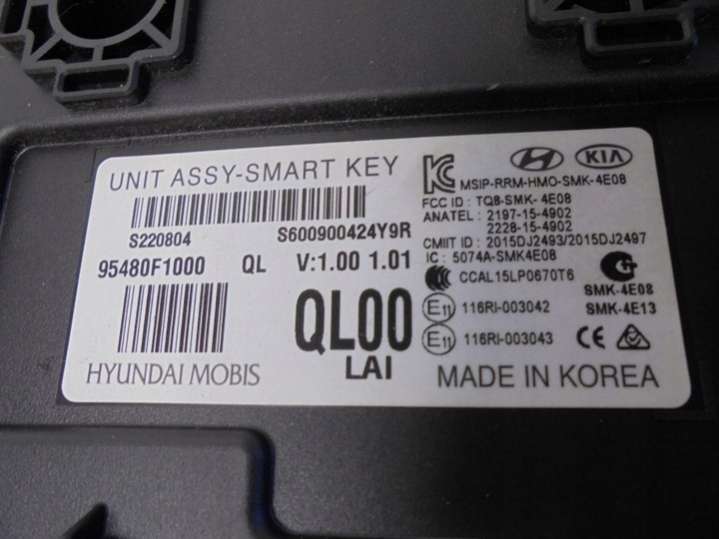 UNIT ASSY-SMART KEY
S220804 S600900424Y9R
95480F1000 QL V:1.00 1.01
QL00
LAI
HYUNDAI MOBIS
KIA
MSIP-RRM-HMO-SMK-4E08
FCC ID : TQ8-SMK-4E08
ANATEL : 2197-15-4902
2228-15-4902
CMIIT ID : 2015DJ2493/2015DJ2497
IC : 5074A-SMK4E08
CCAL15LP0670T6
SMK-4E08
SMK-4E13
E11 116RI-003042
E11 116RI-003043
CE
MADE IN KOREA